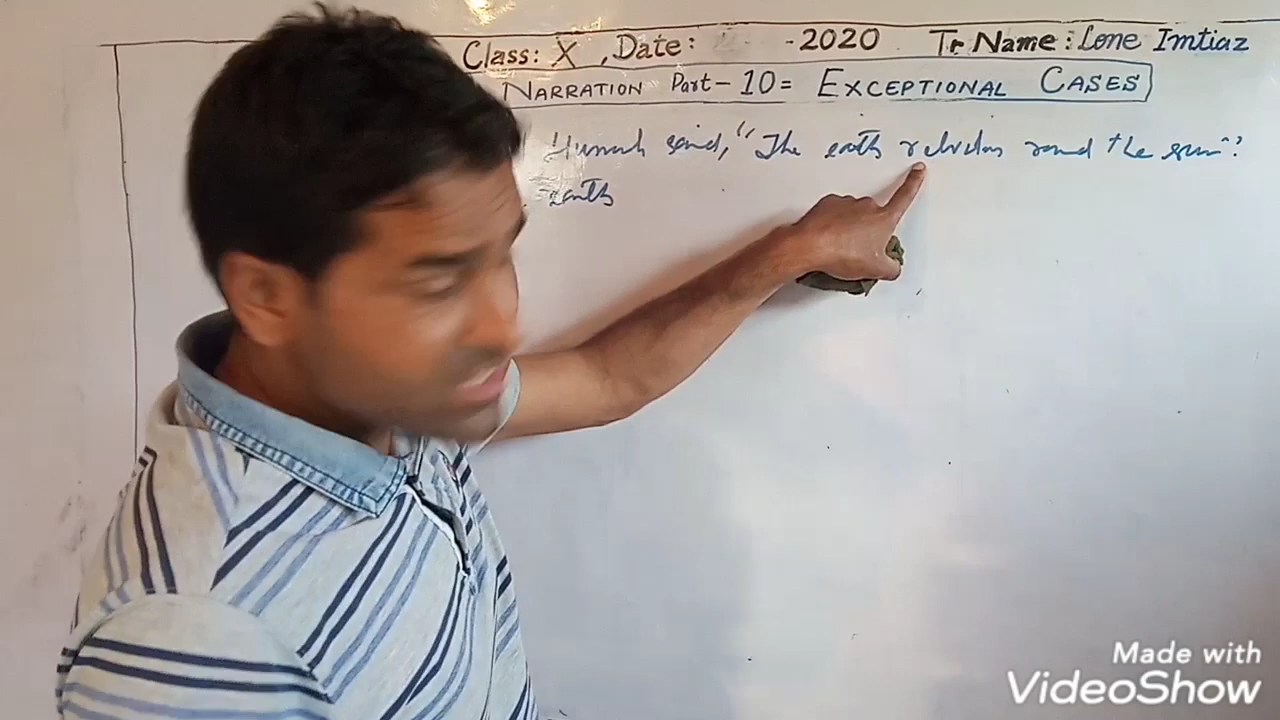 Class: X , Date: -2020 Tr Name: Lone Imtiaz
NARRATION Part-10= EXCEPTIONAL CASES
said, "The earth round the sun".
earth
Made with
VideoShow